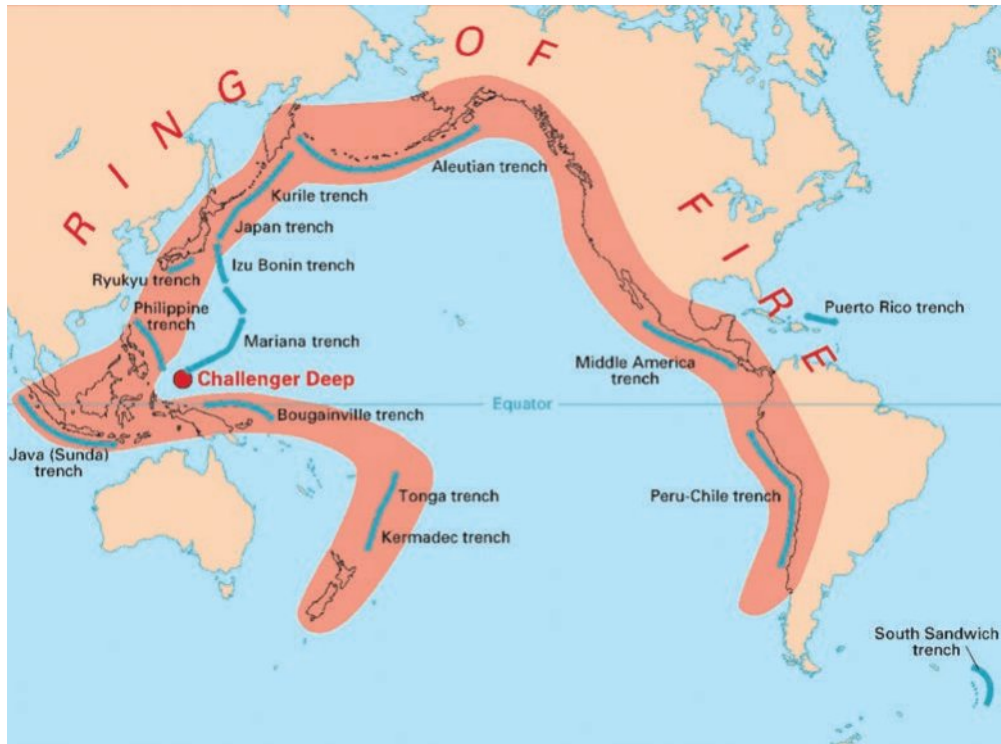 RING OF FIRE
Aleutian trench
Kurile trench
Japan trench
Izu Bonin trench
Ryukyu trench
Philippine
trench
Mariana trench
Challenger Deep
Puerto Rico trench
Middle America
trench
Equator
Bougainville trench
Java (Sunda)
trench
Tonga trench
Kermadec trench
Peru-Chile trench
South Sandwich
trench